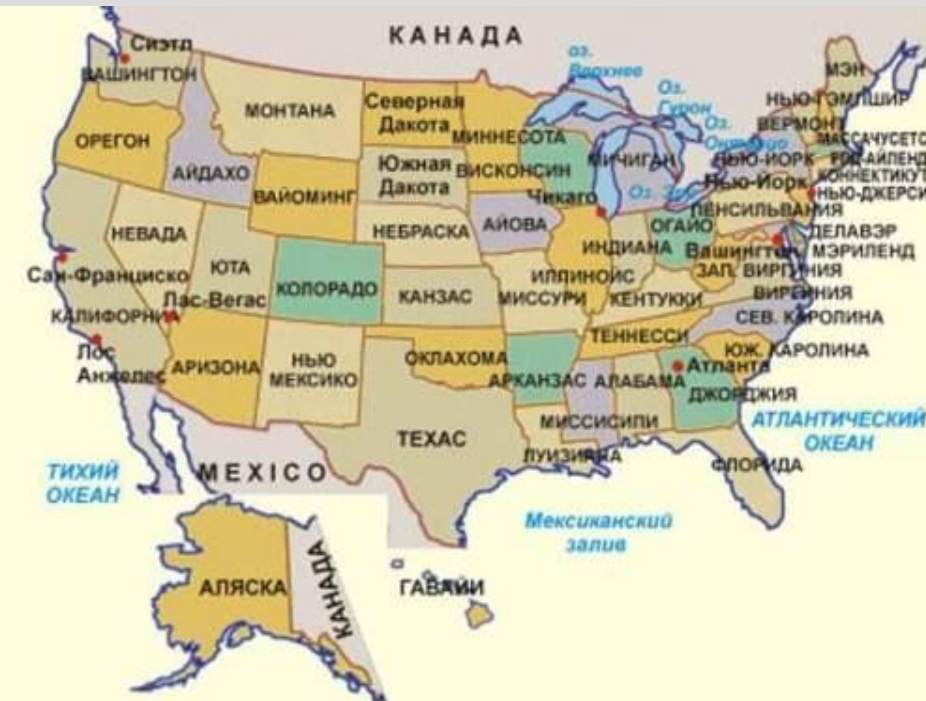 КАНАДА
Сиэтл
ВАШИНГТОН
оз.
Верхнее
Оз.
Гурон
Оз.
Онтарио
МЭН
НЬЮ-ГЭМПШИР
ВЕРМОНТ
МАССАЧУСЕТС
НЬЮ-ЙОРК
РОД-АЙЛЕНД
КОННЕКТИКУТ
Нью-Йорк
НЬЮ-ДЖЕРСИ
МОНТАНА
Северная
Дакота
МИННЕСОТА
ОРЕГОН
АЙДАХО
Южная
Дакота
ВИСКОНСИН
МИЧИГАН
ВАЙОМИНГ
Чикаго
Оз. Эри
ПЕНСИЛЬВАНИЯ
НЕВАДА
НЕБРАСКА
АЙОВА
ОГАЙО
ДЕЛАВЭР
ИНДИАНА
Вашингтон
МЭРИЛЕНД
Сан-Франциско
ЮТА
КОЛОРАДО
КАНЗАС
ИЛЛИНОЙС
ЗАП. ВИРГИНИЯ
МИССУРИ
КЕНТУККИ
ВИРГИНИЯ
Лас-Вегас
КАЛИФОРНИЯ
СЕВ. КАРОЛИНА
ТЕННЕССИ
Лос
Анжелес
АРИЗОНА
НЬЮ
МЕКСИКО
ОКЛАХОМА
АРКАНЗАС
АЛАБАМА
ЮЖ. КАРОЛИНА
Атланта
ДЖОРДЖИЯ
ТЕХАС
МИССИСИПИ
АТЛАНТИЧЕСКИЙ
ОКЕАН
ЛУИЗИАНА
ФЛОРИДА
ТИХИЙ
ОКЕАН
MEXICO
Мексиканский
залив
АЛЯСКА
КАНАДА
ГАВАЙИ